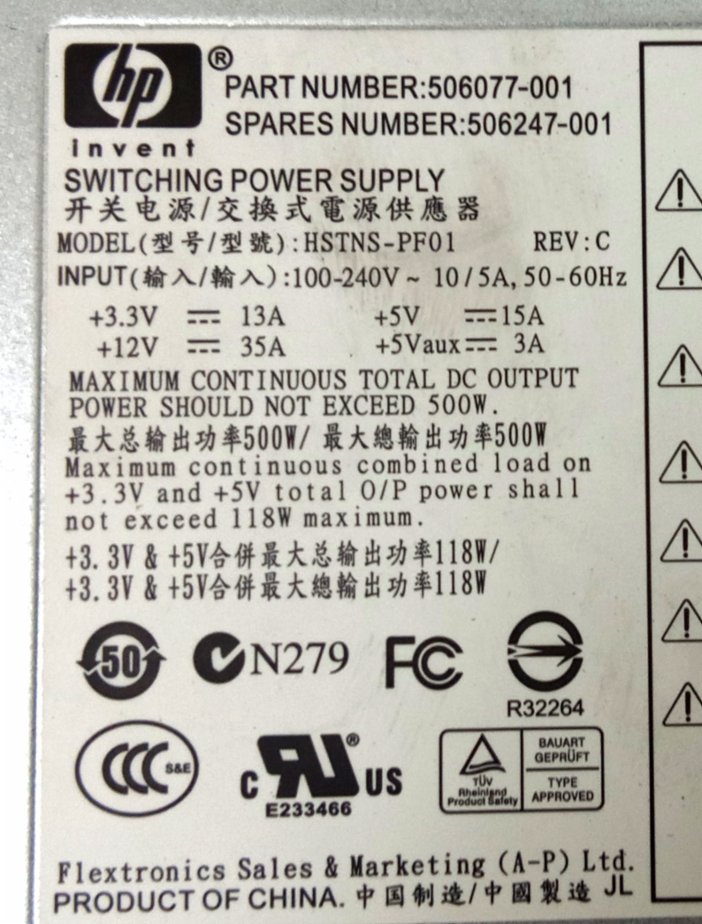 hp ®
invent
PART NUMBER:506077-001
SPARES NUMBER:506247-001
SWITCHING POWER SUPPLY
开关电源/交換式電源供應器
MODEL(型号/型號):HSTNS-PF01 REV:C
INPUT(输入/輸入):100-240V~ 10/5A,50-60Hz
+3.3V ⎓ 13A +5V ⎓ 15A
+12V ⎓ 35A +5Vaux ⎓ 3A
MAXIMUM CONTINUOUS TOTAL DC OUTPUT
POWER SHOULD NOT EXCEED 500W.
最大总输出功率500W/ 最大總輸出功率500W
Maximum continuous combined load on
+3.3V and +5V total O/P power shall
not exceed 118W maximum.
+3.3V & +5V合併最大总输出功率118W/
+3.3V & +5V合併最大總輸出功率118W
50 N279 FC
R32264
CCC S&E
c RU ® US
E233466
TÜV
Rheinland
Product Safety
BAUART
GEPRÜFT
TYPE
APPROVED
Flextronics Sales & Marketing (A-P) Ltd.
PRODUCT OF CHINA. 中国制造/中國製造 JL